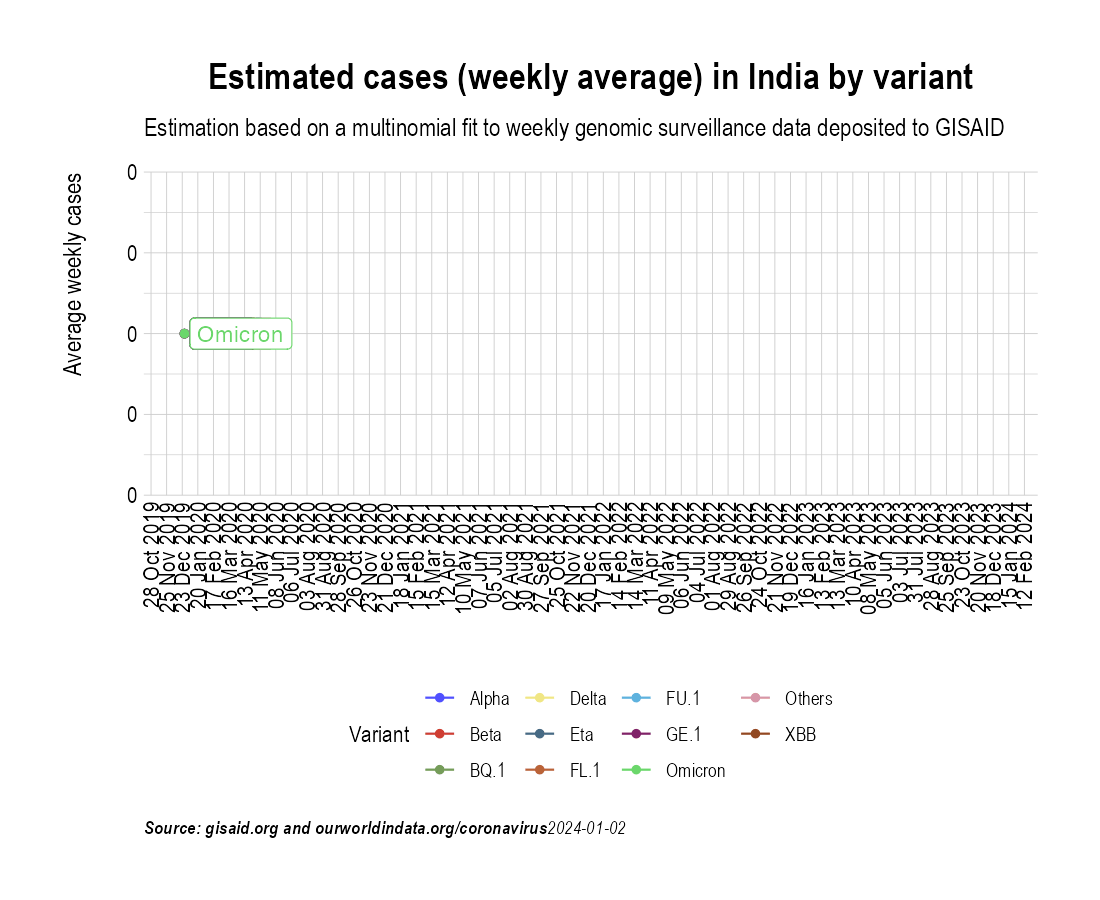 Estimated cases (weekly average) in India by variant
Estimation based on a multinomial fit to weekly genomic surveillance data deposited to GISAID
Average weekly cases
0
0
0
0
0
Omicron
28 Oct 2019
25 Nov 2019
23 Dec 2019
20 Jan 2020
17 Feb 2020
16 Mar 2020
13 Apr 2020
11 May 2020
08 Jun 2020
06 Jul 2020
03 Aug 2020
31 Aug 2020
28 Sep 2020
26 Oct 2020
23 Nov 2020
21 Dec 2020
18 Jan 2021
15 Feb 2021
15 Mar 2021
12 Apr 2021
10 May 2021
07 Jun 2021
05 Jul 2021
02 Aug 2021
30 Aug 2021
27 Sep 2021
25 Oct 2021
22 Nov 2021
20 Dec 2021
17 Jan 2022
14 Feb 2022
14 Mar 2022
11 Apr 2022
09 May 2022
06 Jun 2022
04 Jul 2022
01 Aug 2022
29 Aug 2022
26 Sep 2022
24 Oct 2022
21 Nov 2022
19 Dec 2022
16 Jan 2023
13 Feb 2023
13 Mar 2023
10 Apr 2023
08 May 2023
05 Jun 2023
03 Jul 2023
31 Jul 2023
28 Aug 2023
25 Sep 2023
23 Oct 2023
20 Nov 2023
18 Dec 2023
15 Jan 2024
12 Feb 2024
Variant
Alpha
Beta
BQ.1
Delta
Eta
FL.1
FU.1
GE.1
Omicron
Others
XBB
Source: gisaid.org and ourworldindata.org/coronavirus2024-01-02